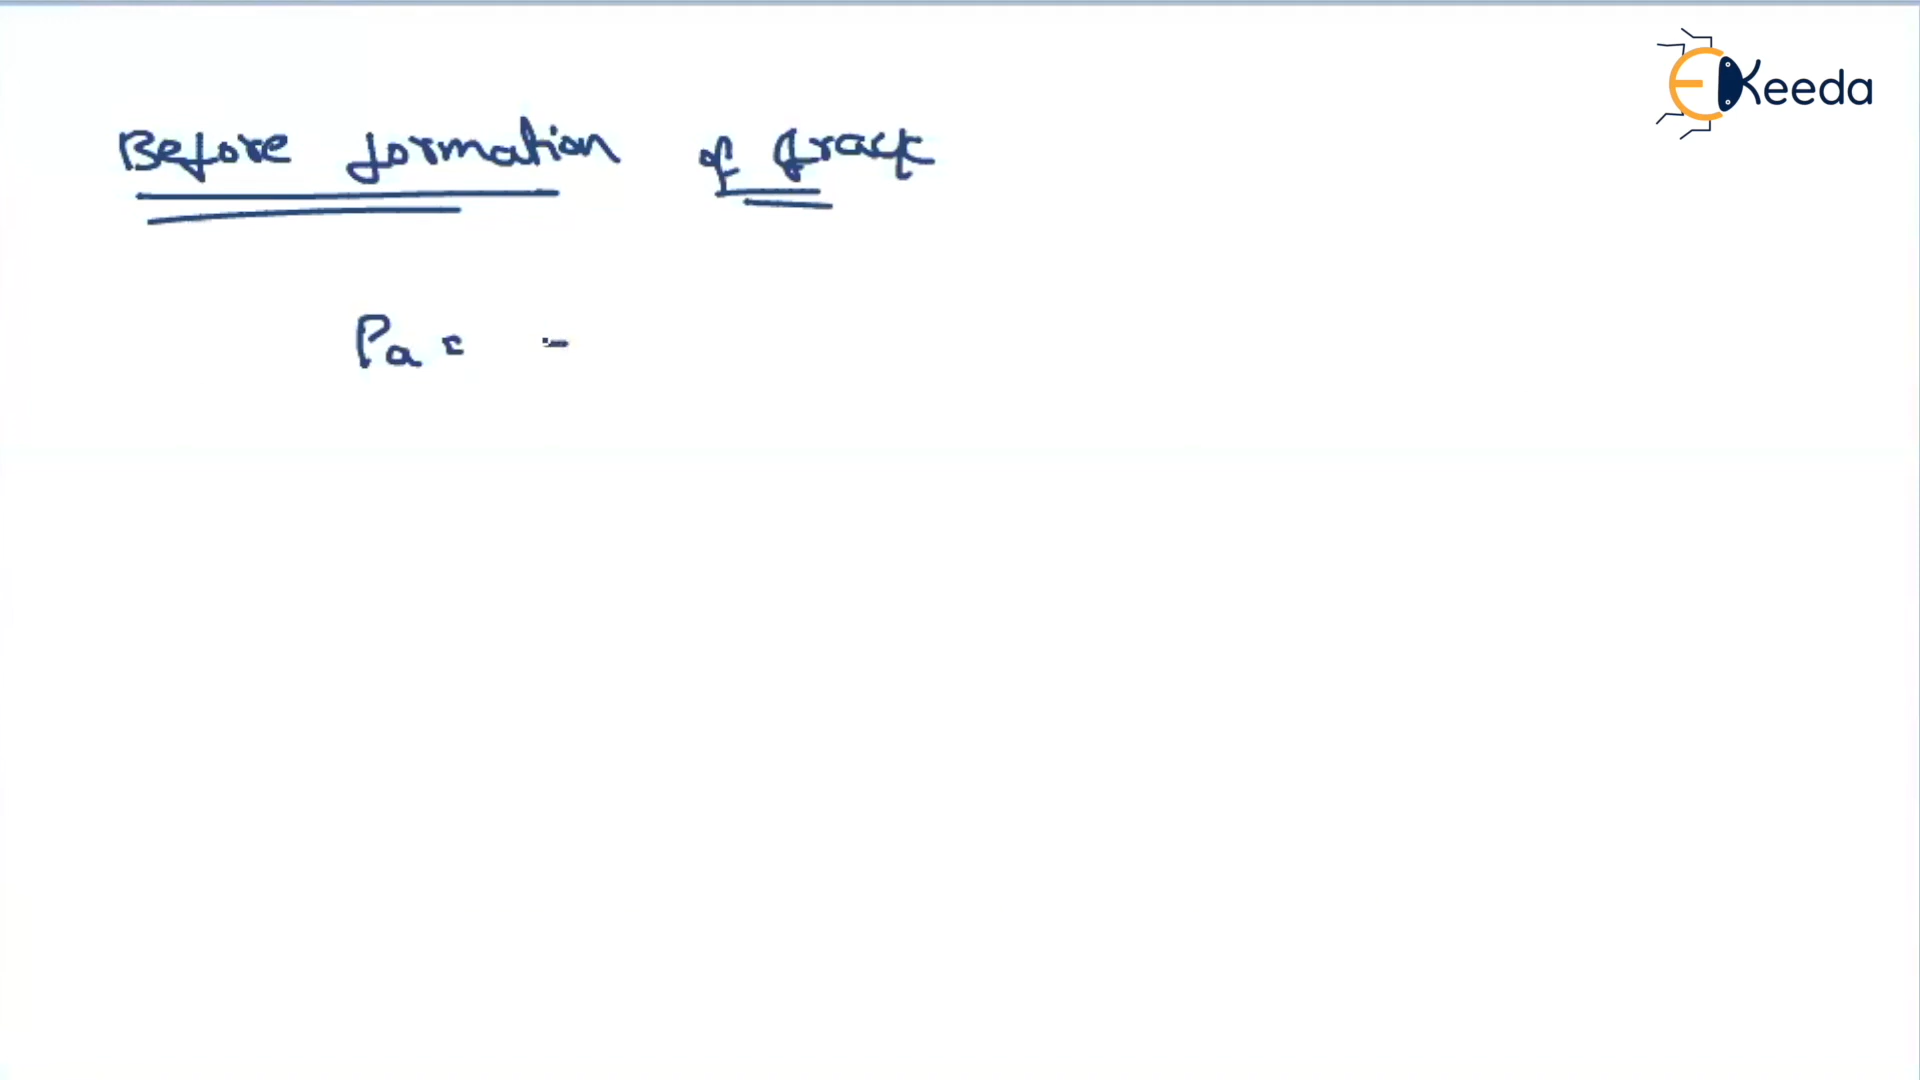 EKeeda
Before formation of Crack
Pa = -